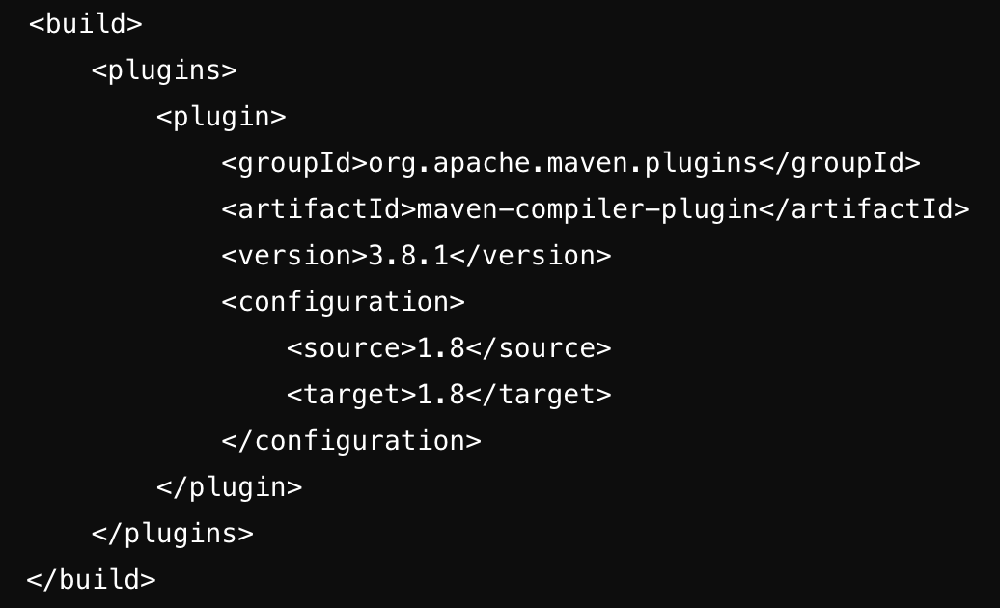 <build>
    <plugins>
        <plugin>
            <groupId>org.apache.maven.plugins</groupId>
            <artifactId>maven-compiler-plugin</artifactId>
            <version>3.8.1</version>
            <configuration>
                <source>1.8</source>
                <target>1.8</target>
            </configuration>
        </plugin>
    </plugins>
</build>